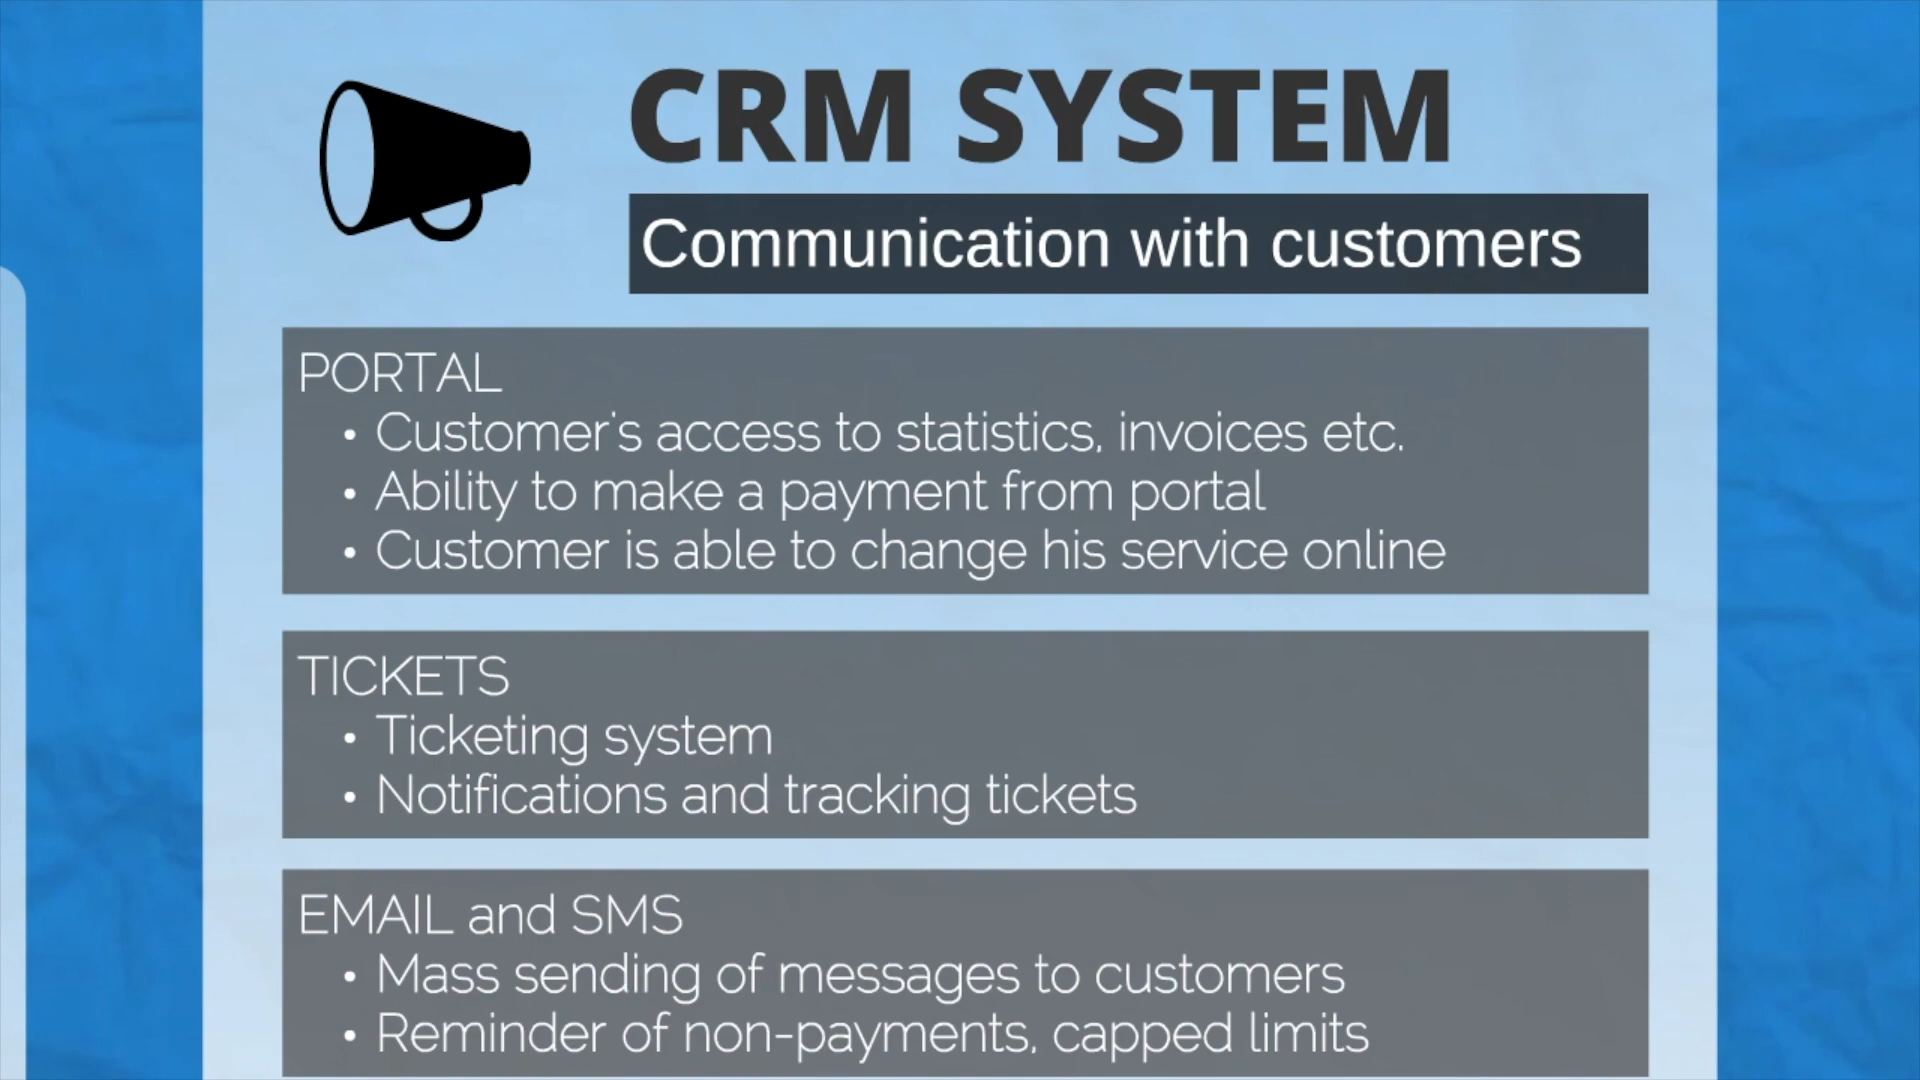 CRM SYSTEM
Communication with customers
PORTAL
• Customer's access to statistics, invoices etc.
• Ability to make a payment from portal
• Customer is able to change his service online
TICKETS
• Ticketing system
• Notifications and tracking tickets
EMAIL and SMS
• Mass sending of messages to customers
• Reminder of non-payments, capped limits